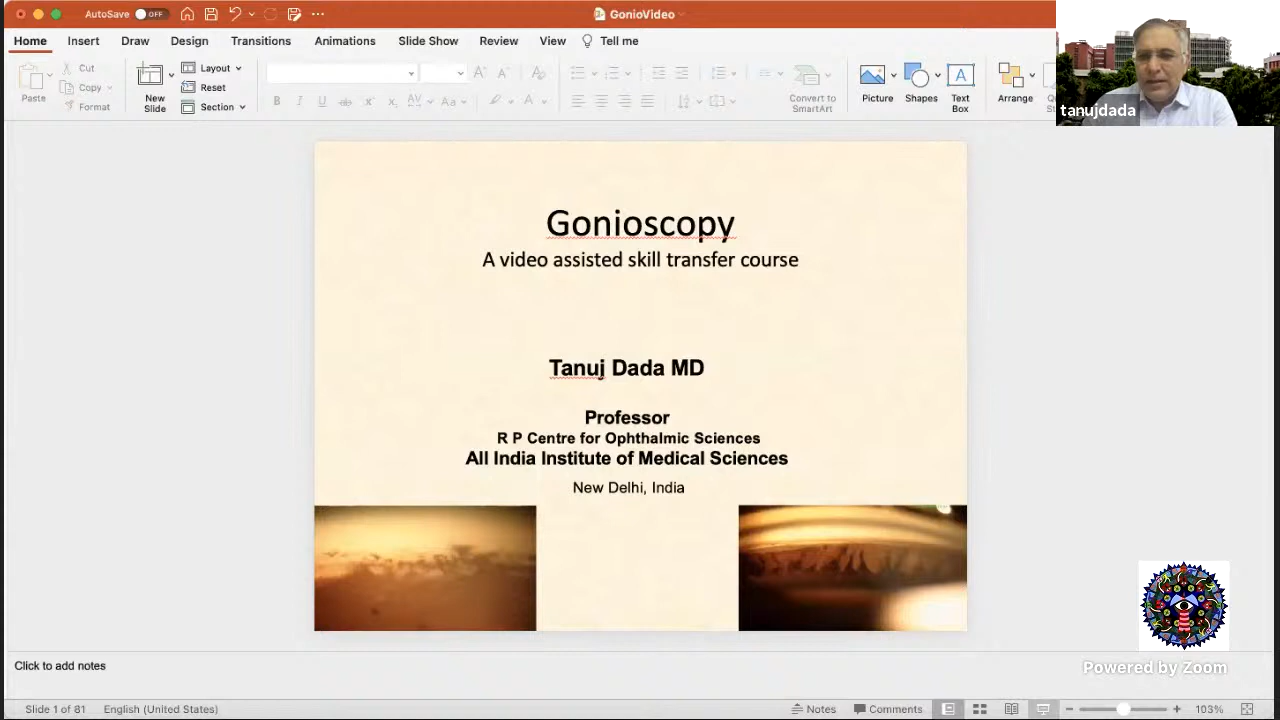 AutoSave OFF
GonioVideo
Home Insert Draw Design Transitions Animations Slide Show Review View Tell me
Paste
Cut
Copy
Format
New Slide
Layout
Reset
Section
B I U ab
Convert to SmartArt
Picture
Shapes
Text Box
Arrange
tanujdada
Gonioscopy
A video assisted skill transfer course
Tanuj Dada MD
Professor
R P Centre for Ophthalmic Sciences
All India Institute of Medical Sciences
New Delhi, India
Powered by Zoom
Click to add notes
Slide 1 of 81 English (United States) Notes Comments 103%